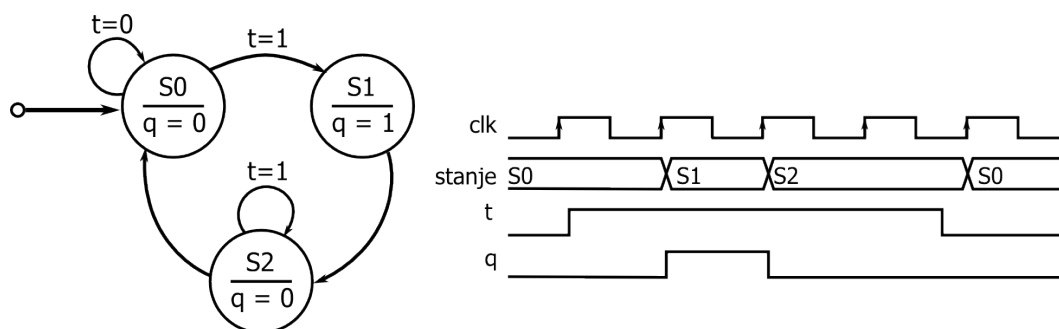 t=0
t=1
S0
q = 0
S1
q = 1
t=1
S2
q = 0
clk
stanje S0 S1 S2 S0
t
q